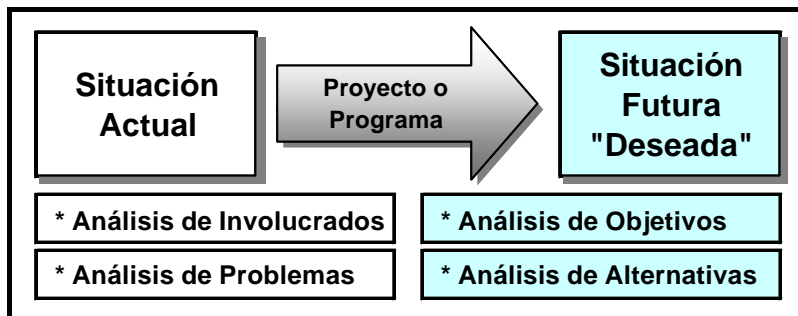 Situación
Actual
Proyecto o
Programa
Situación
Futura
"Deseada"
* Análisis de Involucrados
* Análisis de Objetivos
* Análisis de Problemas
* Análisis de Alternativas